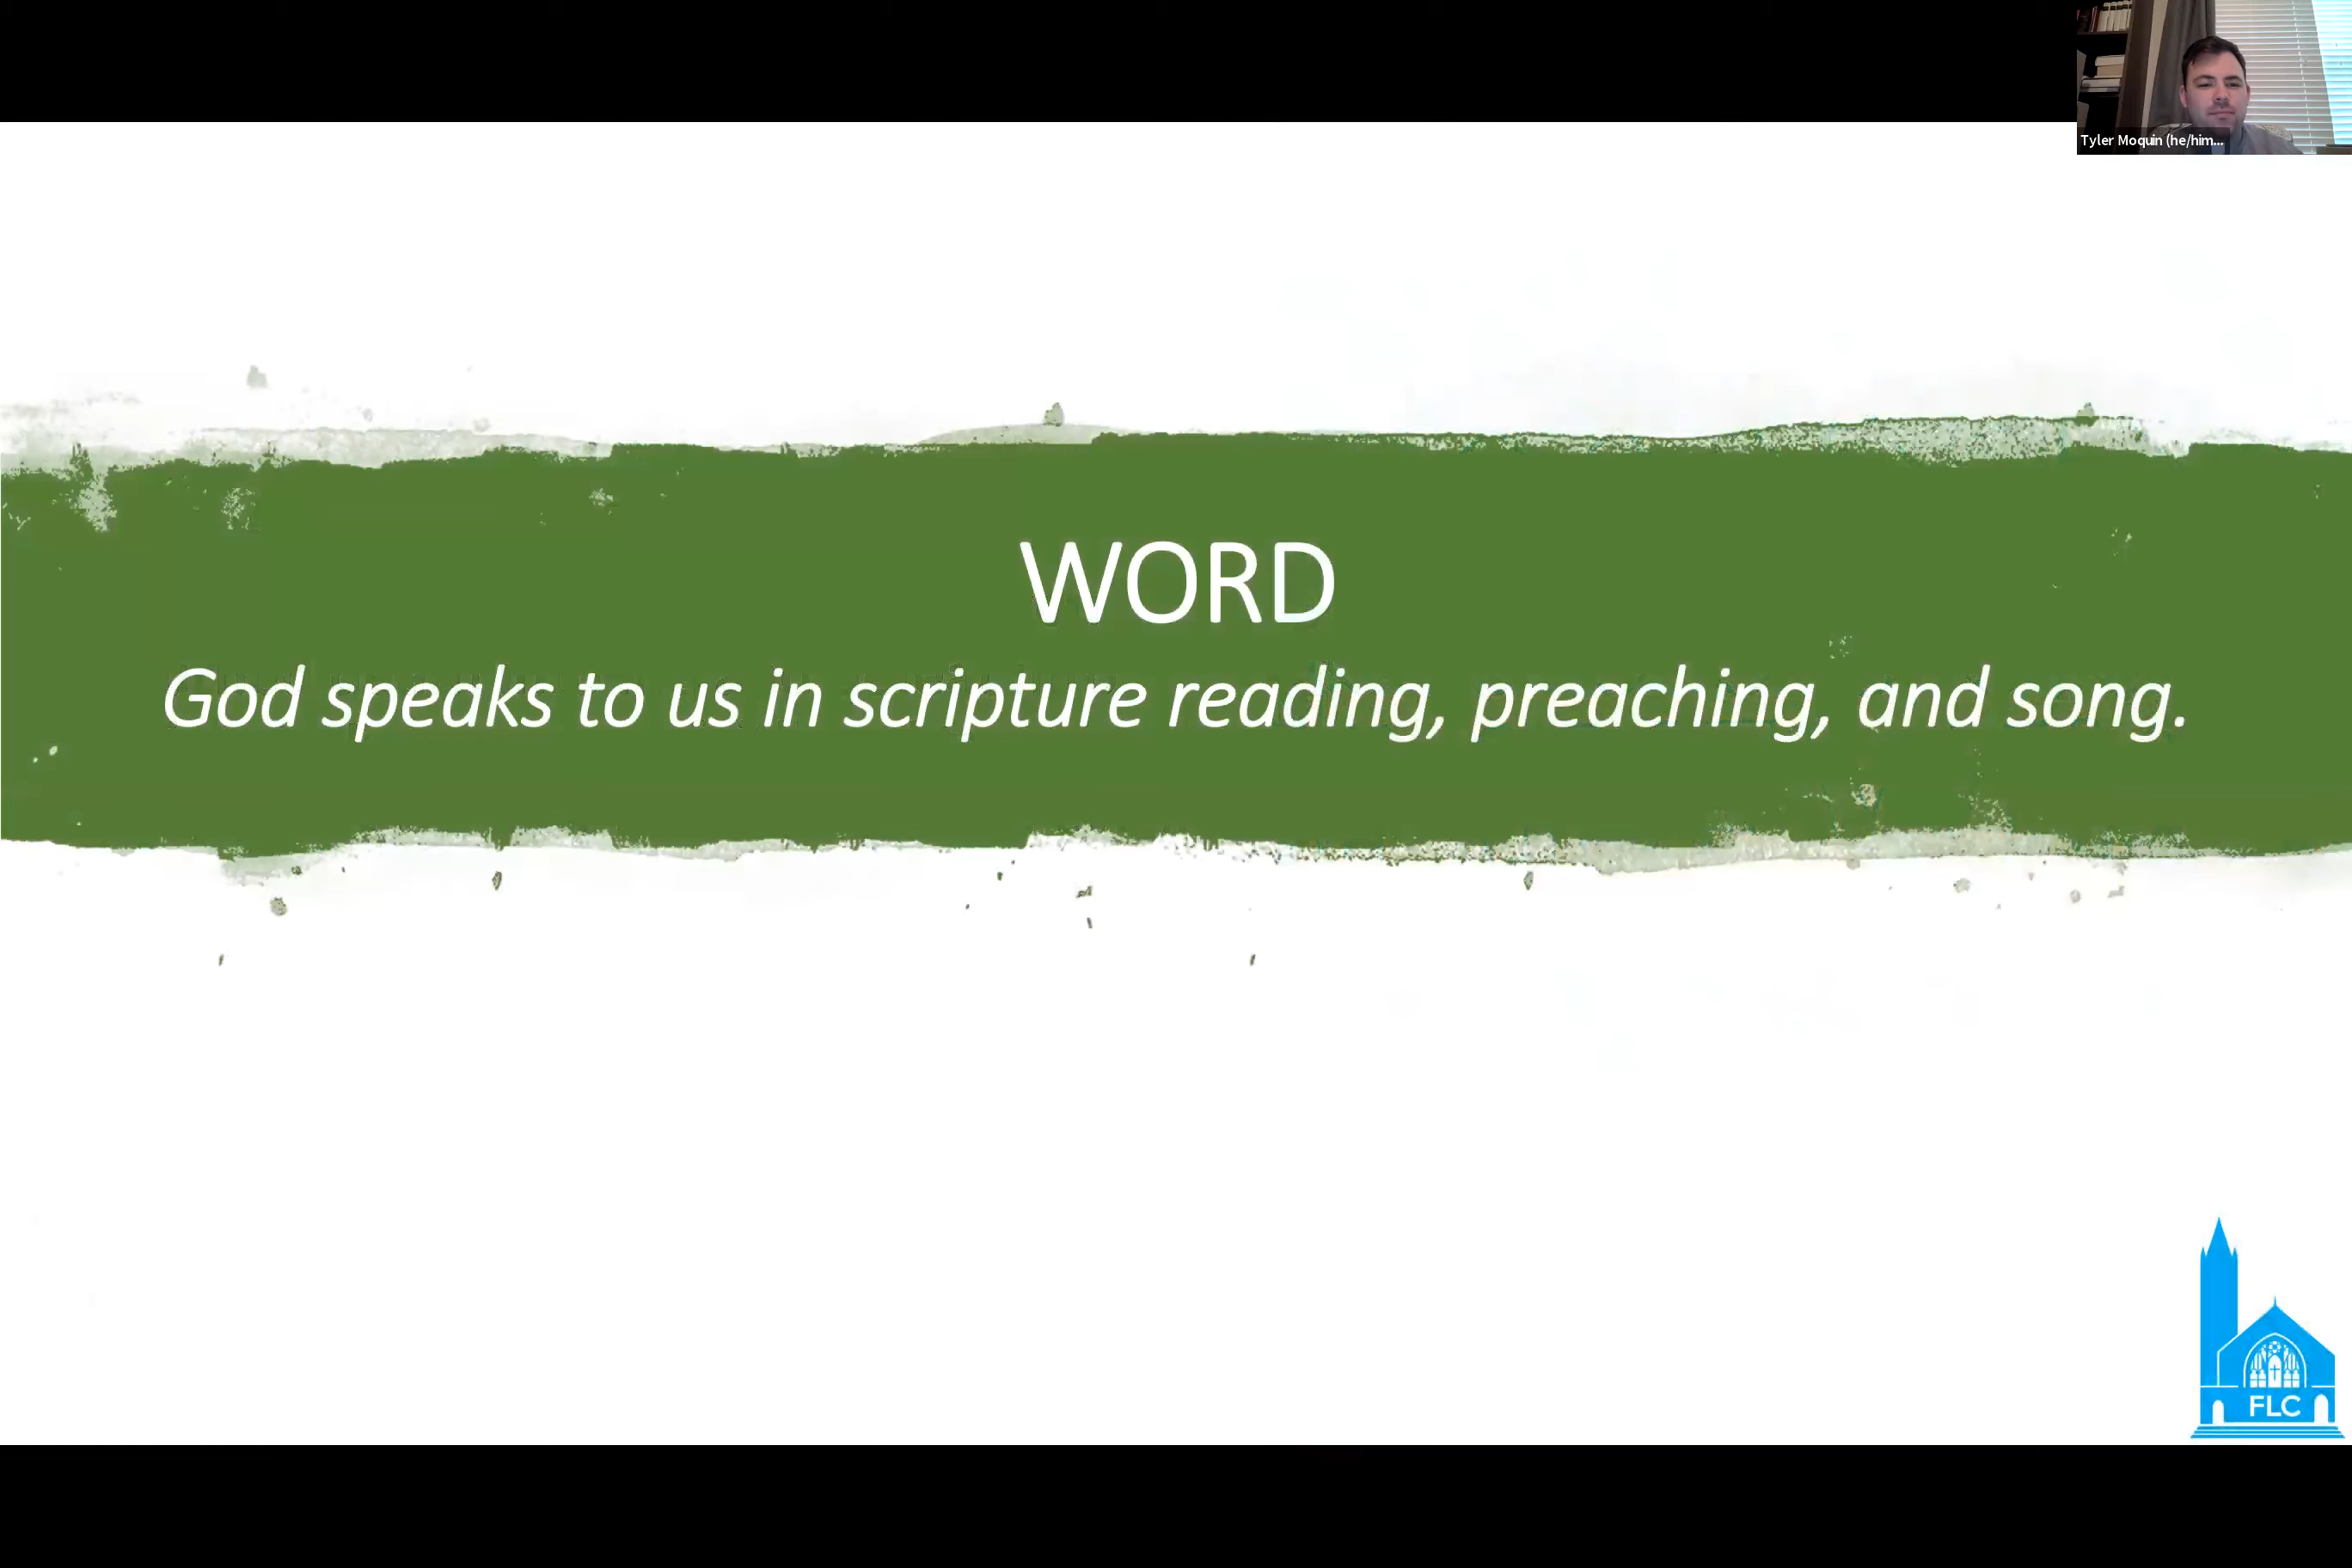 Tyler Moquin (he/him...
WORD
God speaks to us in scripture reading, preaching, and song.
FLC